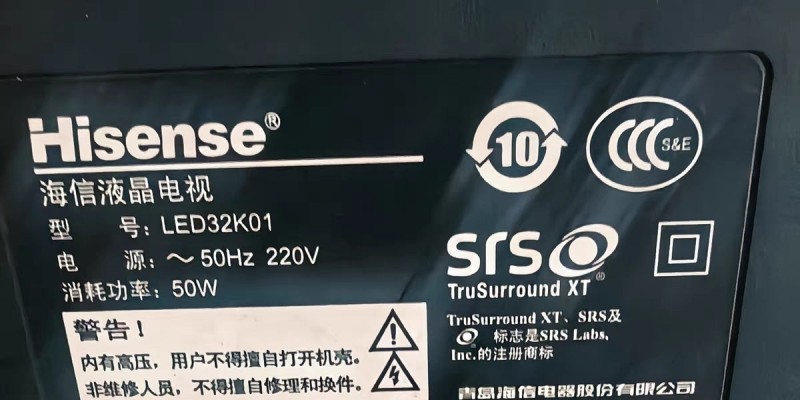 Hisense®
海信液晶电视
型 号: LED32K01
电 源: ～50Hz 220V
消耗功率: 50W
警告!
内有高压，用户不得擅自打开机壳。
非维修人员，不得擅自修理和换件。
10
CCC S&E
SRS®
TruSurround XT
TruSurround XT、SRS及
标志是SRS Labs,
Inc.的注册商标
青岛海信电器股份有限公司